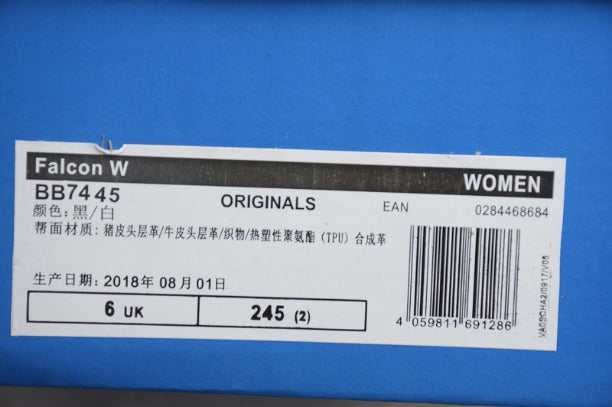 Falcon W
WOMEN
BB7445
ORIGINALS
EAN
0284468684
颜色:黑/白
帮面材质: 猪皮头层革/牛皮头层革/织物/热塑性聚氨酯 (TPU) 合成革
生产日期: 2018年 08月01日
6 UK
245 (2)
4 059811 691286
VA09CHA2/0917/V05